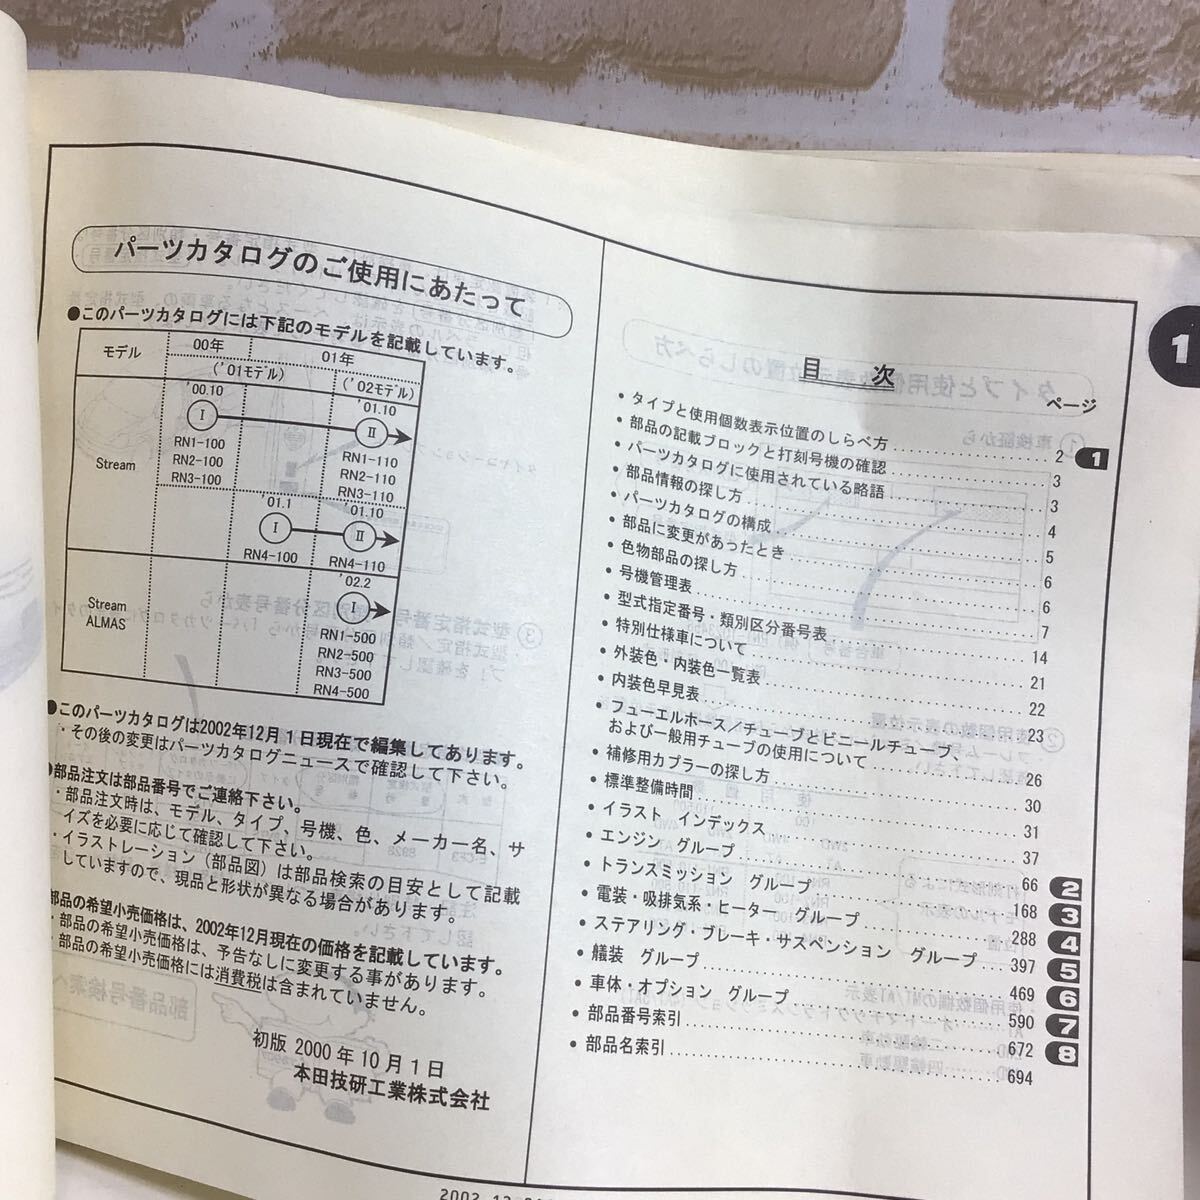 パーツカタログのご使用にあたって
●このパーツカタログには下記のモデルを記載しています。
モデル 00年 01年
('01モデル) ('02モデル)
'00.10 '01.10
Stream Ⅰ Ⅱ
RN1-100 RN1-110
RN2-100 RN2-110
RN3-100 RN3-110
'01.1 '01.10
Ⅰ Ⅱ
RN4-100 RN4-110
'02.2
Stream Ⅰ
ALMAS
RN1-500
RN2-500
RN3-500
RN4-500
●このパーツカタログは2002年12月1日現在で編集してあります。
・その後の変更はパーツカタログニュースで確認して下さい。
●部品注文は部品番号でご連絡下さい。
・部品注文時は、モデル、タイプ、号機、色、メーカー名、サ
イズを必要に応じて確認して下さい。
・イラストレーション(部品図)は部品検索の目安として記載
していますので、現品と形状が異なる場合があります。
部品の希望小売価格は、2002年12月現在の価格を記載しています。
・部品の希望小売価格は、予告なしに変更する事があります。
・部品の希望小売価格には消費税は含まれていません。
初版 2000年10月1日
本田技研工業株式会社
目 次
ページ
• タイプと使用個数表示位置のしらべ方 2 1
• 部品の記載ブロックと打刻号機の確認 3
• パーツカタログに使用されている略語 3
• 部品情報の探し方 4
• パーツカタログの構成 5
• 部品に変更があったとき 6
• 色物部品の探し方 6
• 号機管理表 7
• 型式指定番号・類別区分番号表 14
• 特別仕様車について 21
• 外装色・内装色一覧表 22
• 内装色早見表 23
• フューエルホース/チューブとビニールチューブ、
および一般用チューブの使用について 26
• 補修用カプラーの探し方 30
• 標準整備時間 31
• イラスト インデックス 37
• エンジン グループ 66 2
• トランスミッション グループ 168 3
• 電装・吸排気系・ヒーター グループ 288 4
• ステアリング・ブレーキ・サスペンション グループ 397 5
• 艤装 グループ 469 6
• 車体・オプション グループ 590 7
• 部品番号索引 672 8
• 部品名索引 694
1